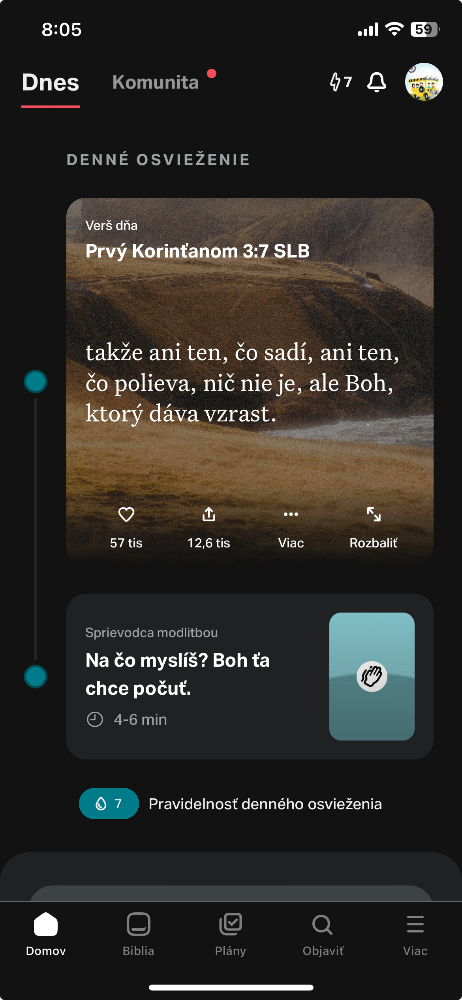 8:05
59
Dnes
Komunita
7
DENNÉ OSVIEŽENIE
Verš dňa
Prvý Korinťanom 3:7 SLB
takže ani ten, čo sadí, ani ten,
čo polieva, nič nie je, ale Boh,
ktorý dáva vzrast.
57 tis
12,6 tis
Viac
Rozbaliť
Sprievodca modlitbou
Na čo myslíš? Boh ťa
chce počuť.
4-6 min
7
Pravidelnosť denného osvieženia
Domov
Biblia
Plány
Objaviť
Viac